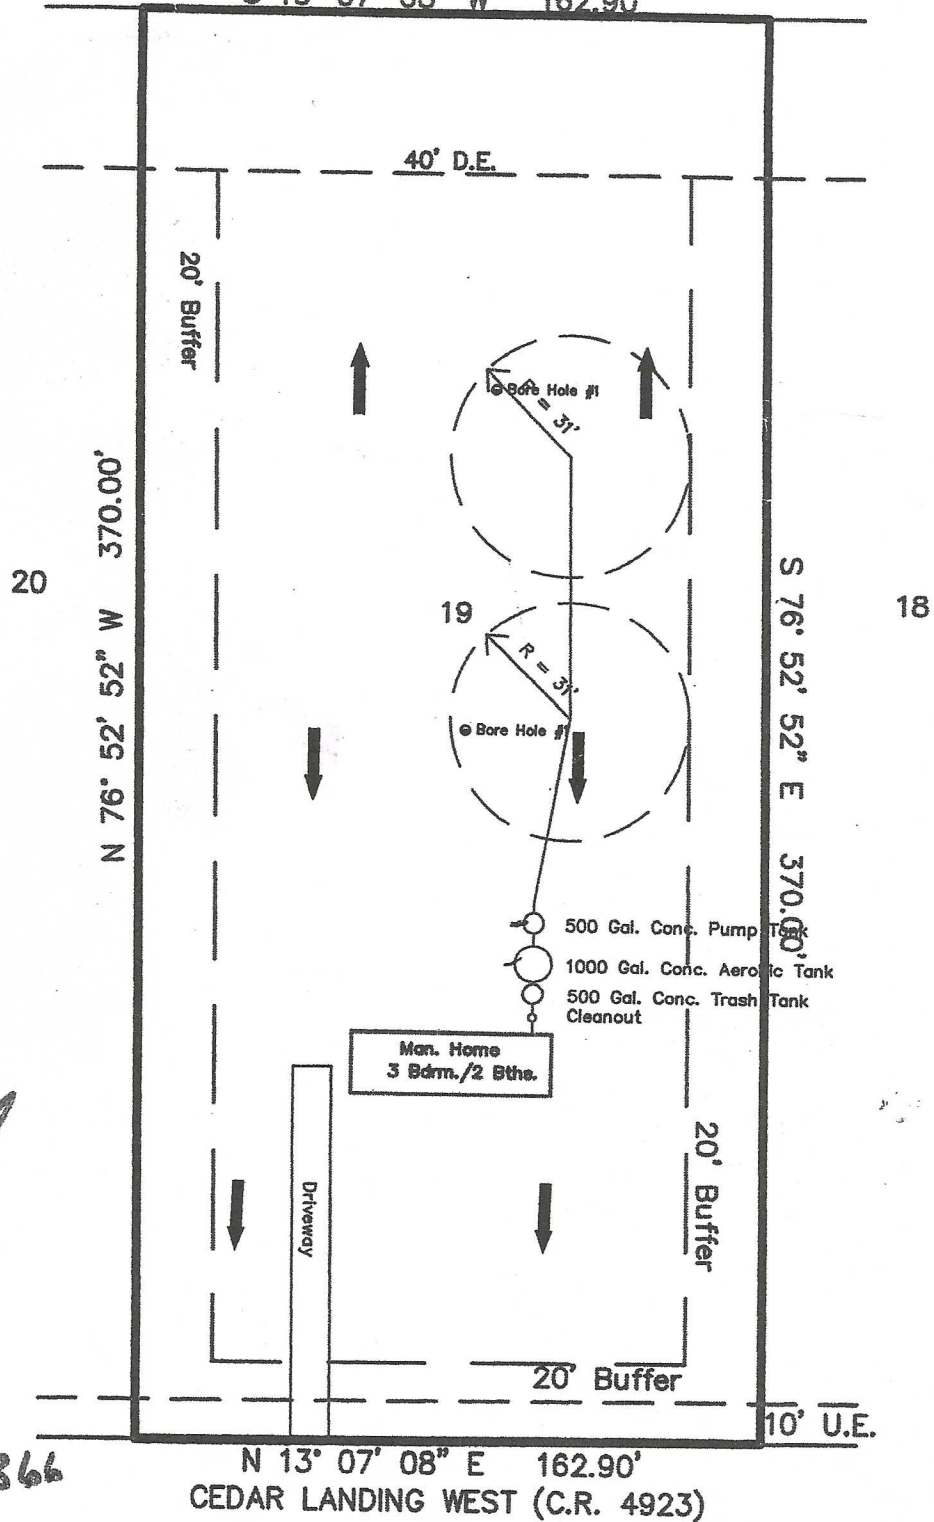 162.90'
40' D.E.
20' Buffer
Bore Hole #1
R = 31'
N 76° 52' 52" W 370.00'
S 76° 52' 52" E 370.00'
20
19
18
R = 31'
Bore Hole #1
500 Gal. Conc. Pump Tank
1000 Gal. Conc. Aerobic Tank
500 Gal. Conc. Trash Tank
Cleanout
Man. Home
3 Bdrm./2 Bths.
Driveway
20' Buffer
20' Buffer
10' U.E.
N 13° 07' 08" E 162.90'
CEDAR LANDING WEST (C.R. 4923)